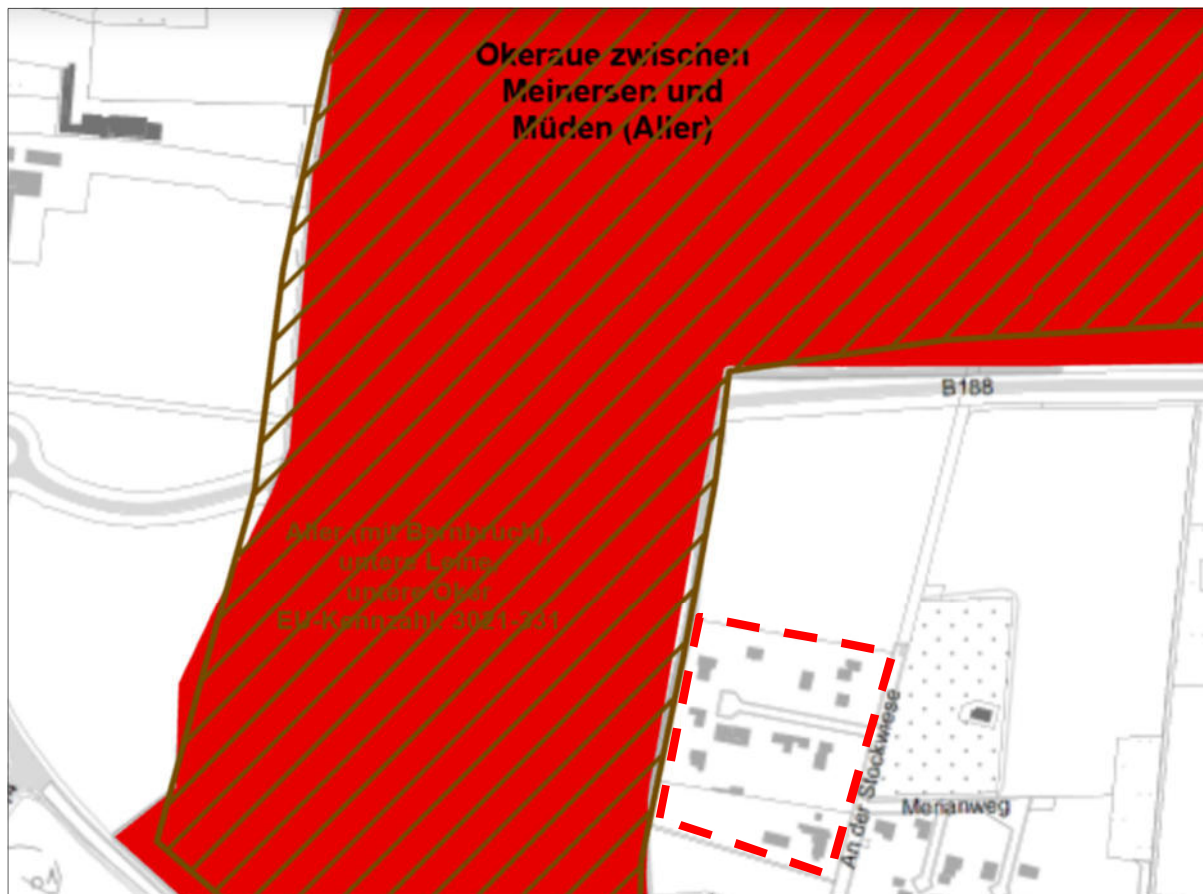 Okeraue zwischen
Meinersen und
Müden (Aller)
B188
Aller (mit Barnbruch),
untere Leine,
untere Oker
EU-Kennzahl: 3021-331
An der Stockwiese
Merianweg